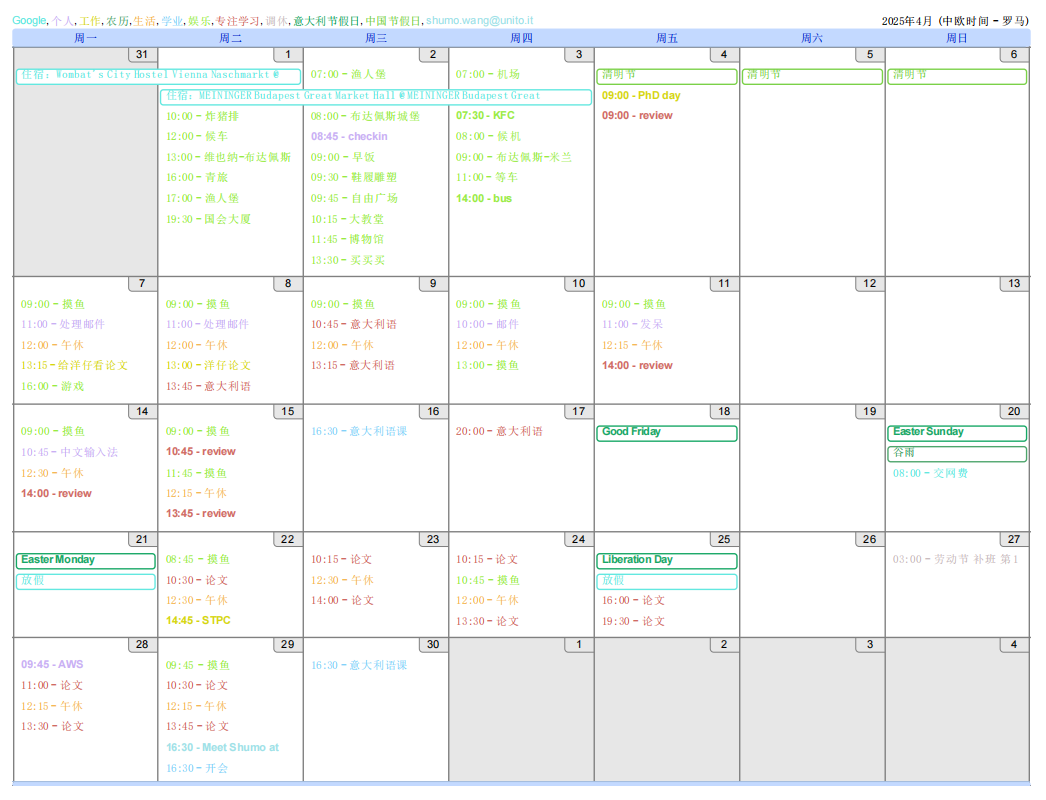 Google, 个人, 工作, 农历, 生活, 学业, 娱乐, 专注学习, 调休, 意大利节假日, 中国节假日, shumo.wang@unito.it
2025年4月 (中欧时间 - 罗马)
周一 周二 周三 周四 周五 周六 周日
31
住宿: Wombat's City Hostel Vienna Naschmarkt @
1
住宿: MEININGER Budapest Great Market Hall @ MEININGER Budapest Great
10:00 - 炸猪排
12:00 - 候车
13:00 - 维也纳-布达佩斯
16:00 - 青旅
17:00 - 渔人堡
19:30 - 国会大厦
2
07:00 - 渔人堡
08:00 - 布达佩斯城堡
08:45 - checkin
09:00 - 早饭
09:30 - 鞋履雕塑
09:45 - 自由广场
10:15 - 大教堂
11:45 - 博物馆
13:30 - 买买买
3
07:00 - 机场
07:30 - KFC
08:00 - 候机
09:00 - 布达佩斯-米兰
11:00 - 等车
14:00 - bus
4
清明节
09:00 - PhD day
09:00 - review
5
清明节
6
清明节
7
09:00 - 摸鱼
11:00 - 处理邮件
12:00 - 午休
13:15 - 给洋仔看论文
16:00 - 游戏
8
09:00 - 摸鱼
11:00 - 处理邮件
12:00 - 午休
13:00 - 洋仔论文
13:45 - 意大利语
9
09:00 - 摸鱼
10:45 - 意大利语
12:00 - 午休
13:15 - 意大利语
10
09:00 - 摸鱼
10:00 - 邮件
12:00 - 午休
13:00 - 摸鱼
11
09:00 - 摸鱼
11:00 - 发呆
12:15 - 午休
14:00 - review
12
13
14
09:00 - 摸鱼
10:45 - 中文输入法
12:30 - 午休
14:00 - review
15
09:00 - 摸鱼
10:45 - review
11:45 - 摸鱼
12:15 - 午休
13:45 - review
16
16:30 - 意大利语课
17
20:00 - 意大利语
18
Good Friday
19
20
Easter Sunday
谷雨
08:00 - 交网费
21
Easter Monday
放假
22
08:45 - 摸鱼
10:30 - 论文
12:30 - 午休
14:45 - STPC
23
10:15 - 论文
12:30 - 午休
14:00 - 论文
24
10:15 - 论文
10:45 - 摸鱼
12:00 - 午休
13:30 - 论文
25
Liberation Day
放假
16:00 - 论文
19:30 - 论文
26
27
03:00 - 劳动节 补班 第1
28
09:45 - AWS
11:00 - 论文
12:15 - 午休
13:30 - 论文
29
09:45 - 摸鱼
10:30 - 论文
12:15 - 午休
13:45 - 论文
16:30 - Meet Shumo at
16:30 - 开会
30
16:30 - 意大利语课
1
2
3
4